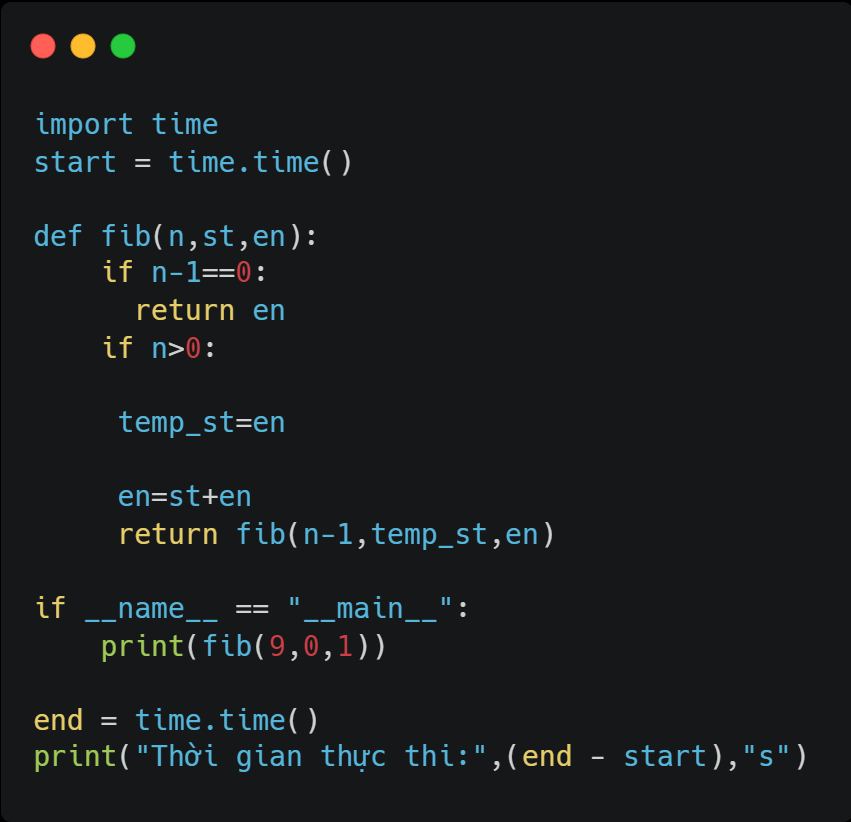 import time
start = time.time()
def fib(n,st,en):
    if n-1==0:
      return en
    if n>0:
     temp_st=en
     en=st+en
     return fib(n-1,temp_st,en)
if __name__ == "__main__":
    print(fib(9,0,1))
end = time.time()
print("Thời gian thực thi:",(end - start),"s")